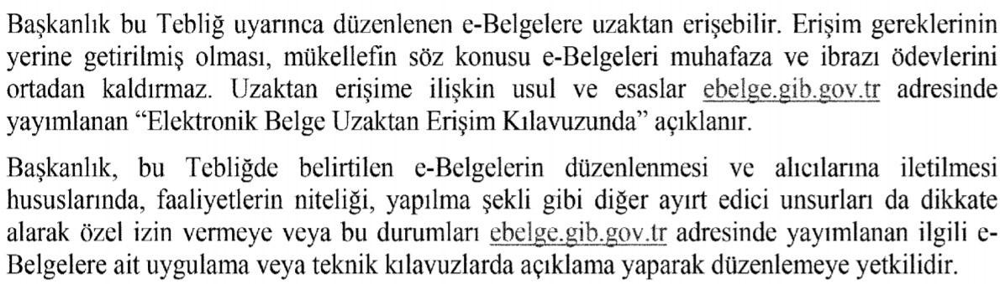 Başkanlık bu Tebliğ uyarınca düzenlenen e-Belgelere uzaktan erişebilir. Erişim gereklerinin
yerine getirilmiş olması, mükellefin söz konusu e-Belgeleri muhafaza ve ibrazı ödevlerini
ortadan kaldırmaz. Uzaktan erişime ilişkin usul ve esaslar ebelge.gib.gov.tr adresinde
yayımlanan “Elektronik Belge Uzaktan Erişim Kılavuzunda” açıklanır.
Başkanlık, bu Tebliğde belirtilen e-Belgelerin düzenlenmesi ve alıcılarına iletilmesi
hususlarında, faaliyetlerin niteliği, yapılma şekli gibi diğer ayırt edici unsurları da dikkate
alarak özel izin vermeye veya bu durumları ebelge.gib.gov.tr adresinde yayımlanan ilgili e-
Belgelere ait uygulama veya teknik kılavuzlarda açıklama yaparak düzenlemeye yetkilidir.